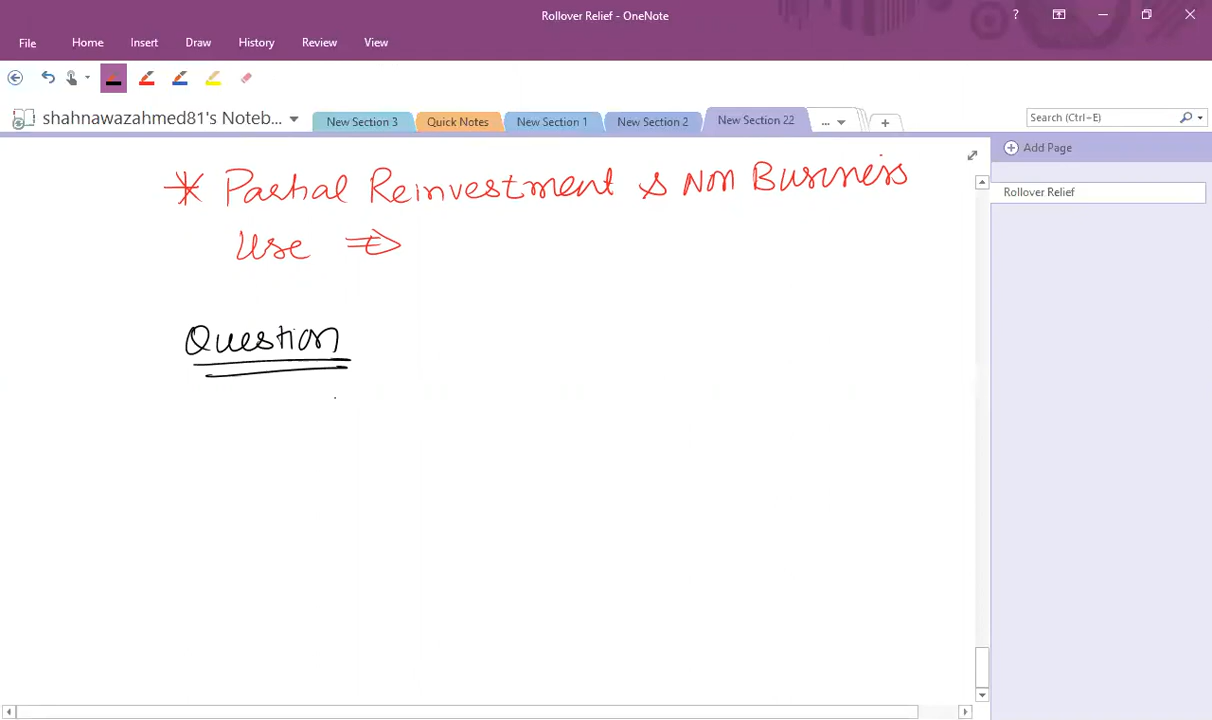 Rollover Relief - OneNote
?
File Home Insert Draw History Review View
shahnawazahmed81's Noteb... New Section 3 Quick Notes New Section 1 New Section 2 New Section 22 ... Search (Ctrl+E)
Add Page
Rollover Relief
* Partial Reinvestment & Non Business
Use ⇒
Question